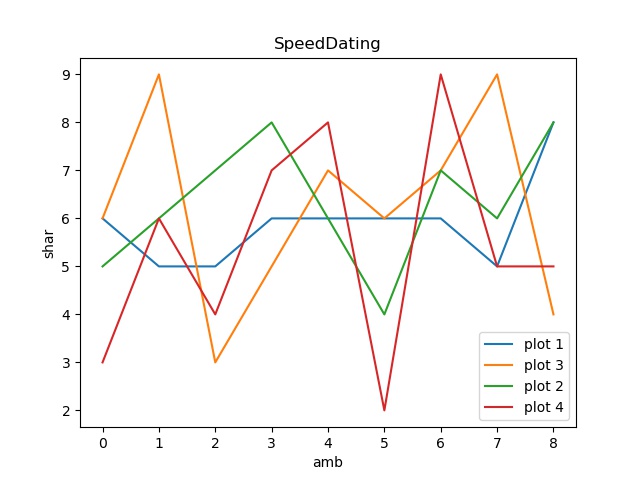 SpeedDating
9
8
7
6
5
4
3
2
shar
0 1 2 3 4 5 6 7 8
amb
plot 1
plot 3
plot 2
plot 4